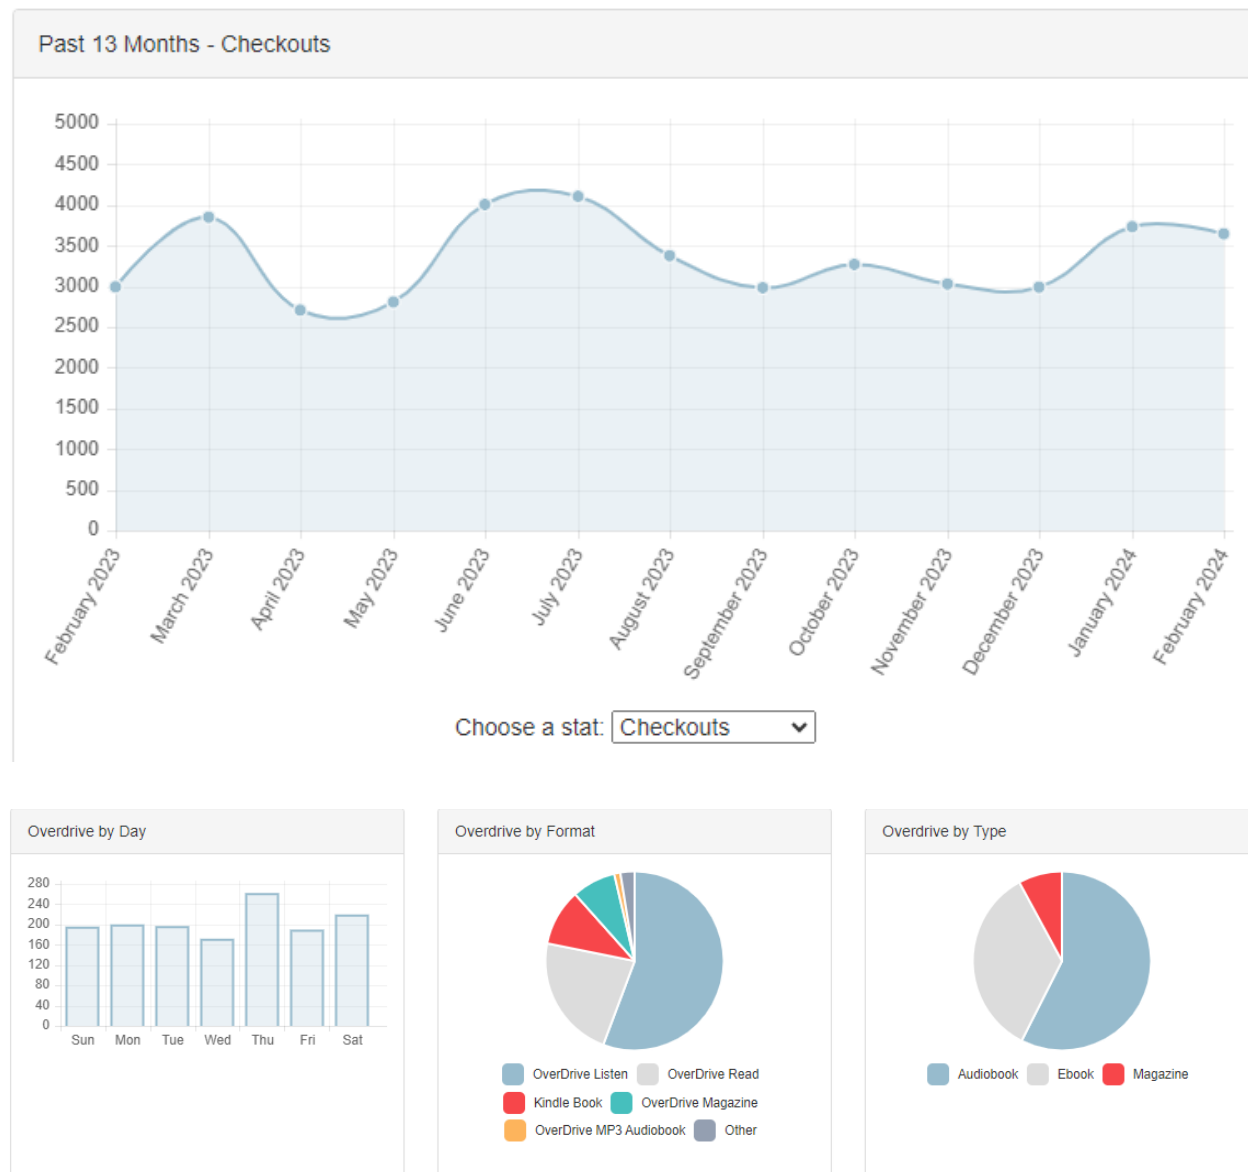 Past 13 Months - Checkouts
5000
4500
4000
3500
3000
2500
2000
1500
1000
500
0
February 2023
March 2023
April 2023
May 2023
June 2023
July 2023
August 2023
September 2023
October 2023
November 2023
December 2023
January 2024
February 2024
Choose a stat: Checkouts
Overdrive by Day
280
240
200
160
120
80
40
0
Sun Mon Tue Wed Thu Fri Sat
Overdrive by Format
OverDrive Listen OverDrive Read
Kindle Book OverDrive Magazine
OverDrive MP3 Audiobook Other
Overdrive by Type
Audiobook Ebook Magazine